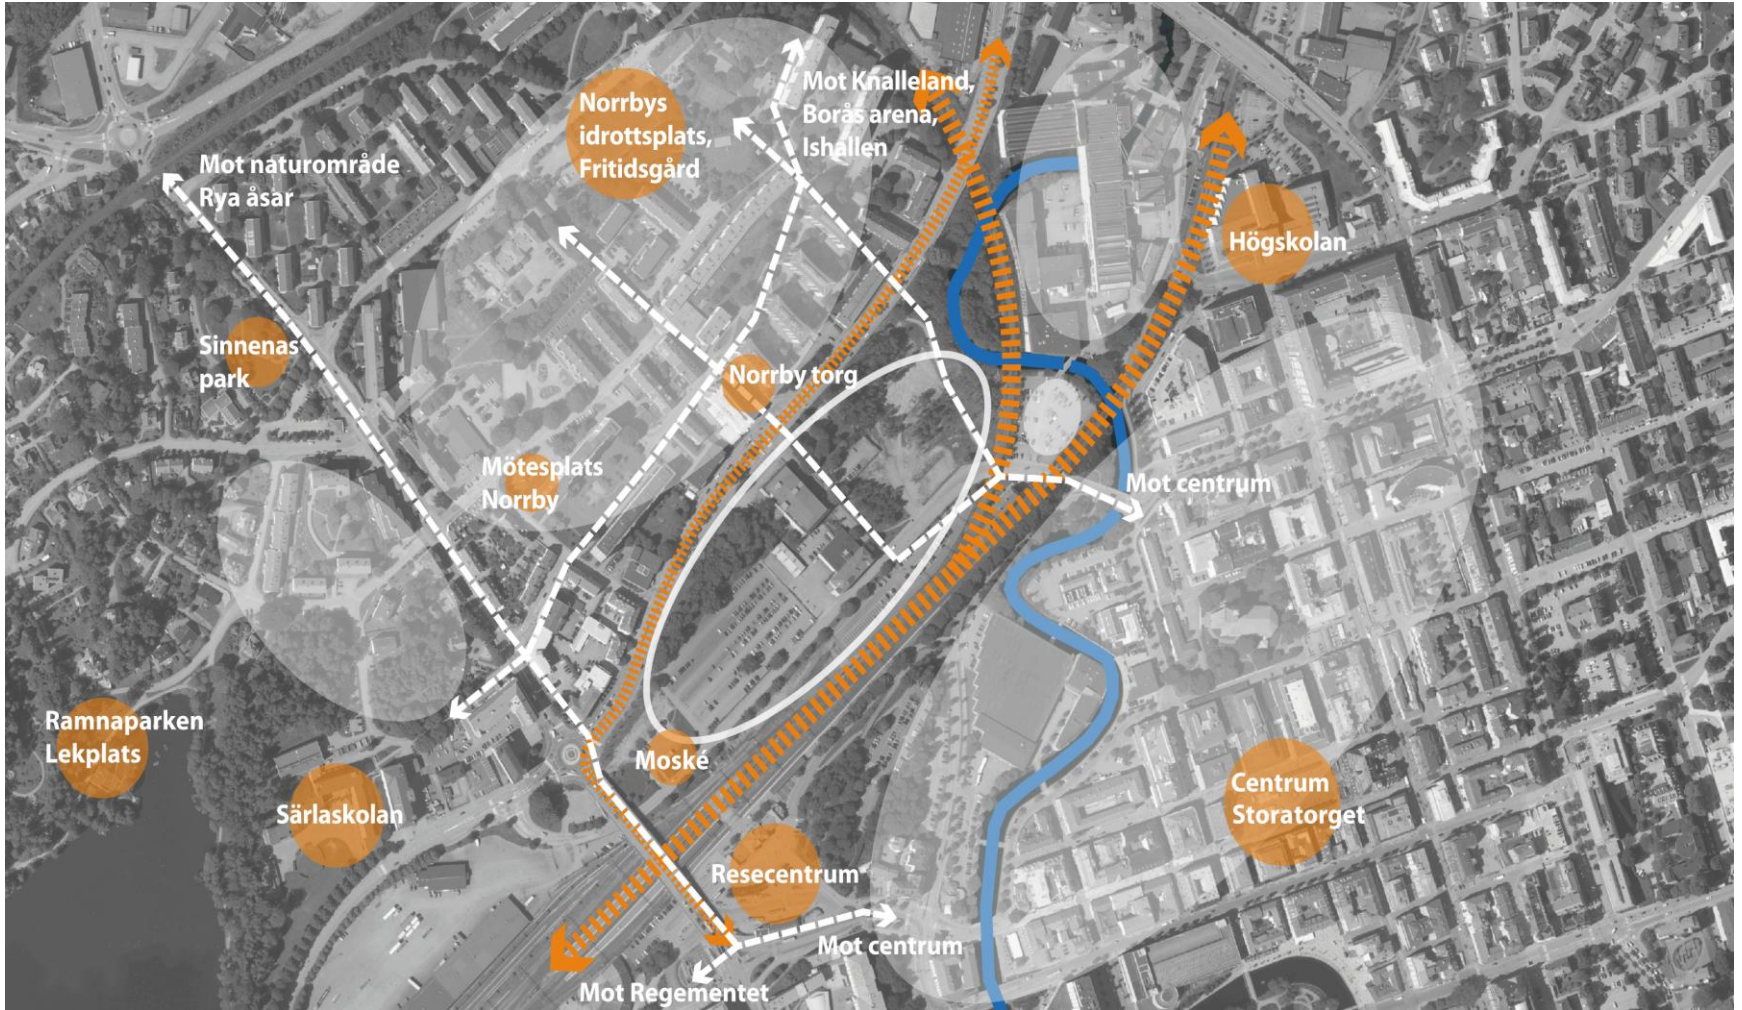 Norrbys
idrottsplats,
Fritidsgård
Mot Knalleland,
Borås arena,
Ishallen
Mot naturområde
Rya åsar
Högskolan
Sinnenas
park
Norrby torg
Mötesplats
Norrby
Mot centrum
Ramnaparken
Lekplats
Moské
Särlaskolan
Centrum
Storatorget
Resecentrum
Mot centrum
Mot Regementet